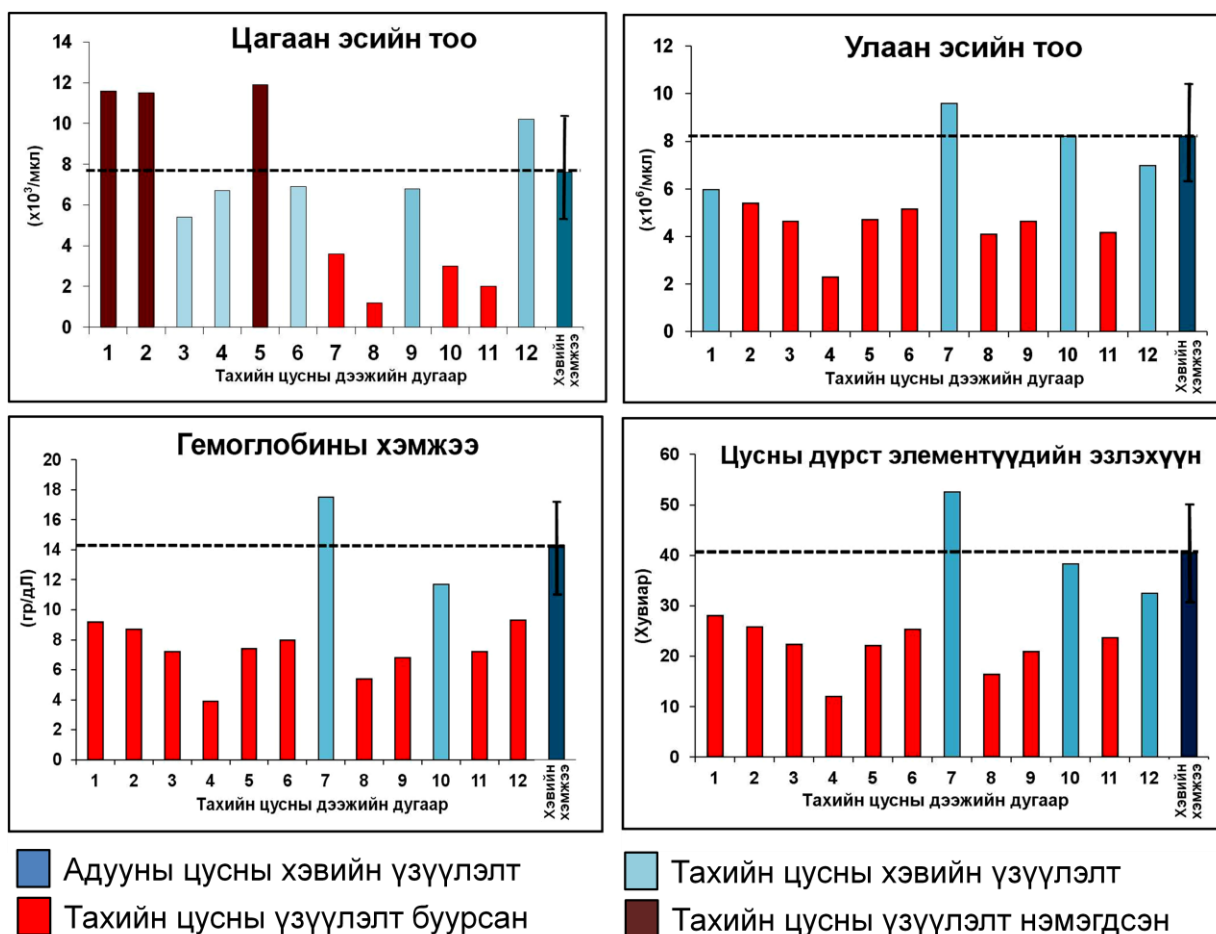 Цагаан эсийн тоо
(x10³/мкл)
14
12
10
8
6
4
2
0
1 2 3 4 5 6 7 8 9 10 11 12 Хэвийн хэмжээ
Тахийн цусны дээжийн дугаар
Улаан эсийн тоо
(x10⁶/мкл)
12
10
8
6
4
2
0
1 2 3 4 5 6 7 8 9 10 11 12 Хэвийн хэмжээ
Тахийн цусны дээжийн дугаар
Гемоглобины хэмжээ
(гр/дЛ)
20
18
16
14
12
10
8
6
4
2
0
1 2 3 4 5 6 7 8 9 10 11 12 Хэвийн хэмжээ
Тахийн цусны дээжийн дугаар
Цусны дүрст элементүүдийн эзлэхүүн
(Хувиар)
60
50
40
30
20
10
0
1 2 3 4 5 6 7 8 9 10 11 12 Хэвийн хэмжээ
Тахийн цусны дээжийн дугаар
Адууны цусны хэвийн үзүүлэлт
Тахийн цусны хэвийн үзүүлэлт
Тахийн цусны үзүүлэлт буурсан
Тахийн цусны үзүүлэлт нэмэгдсэн